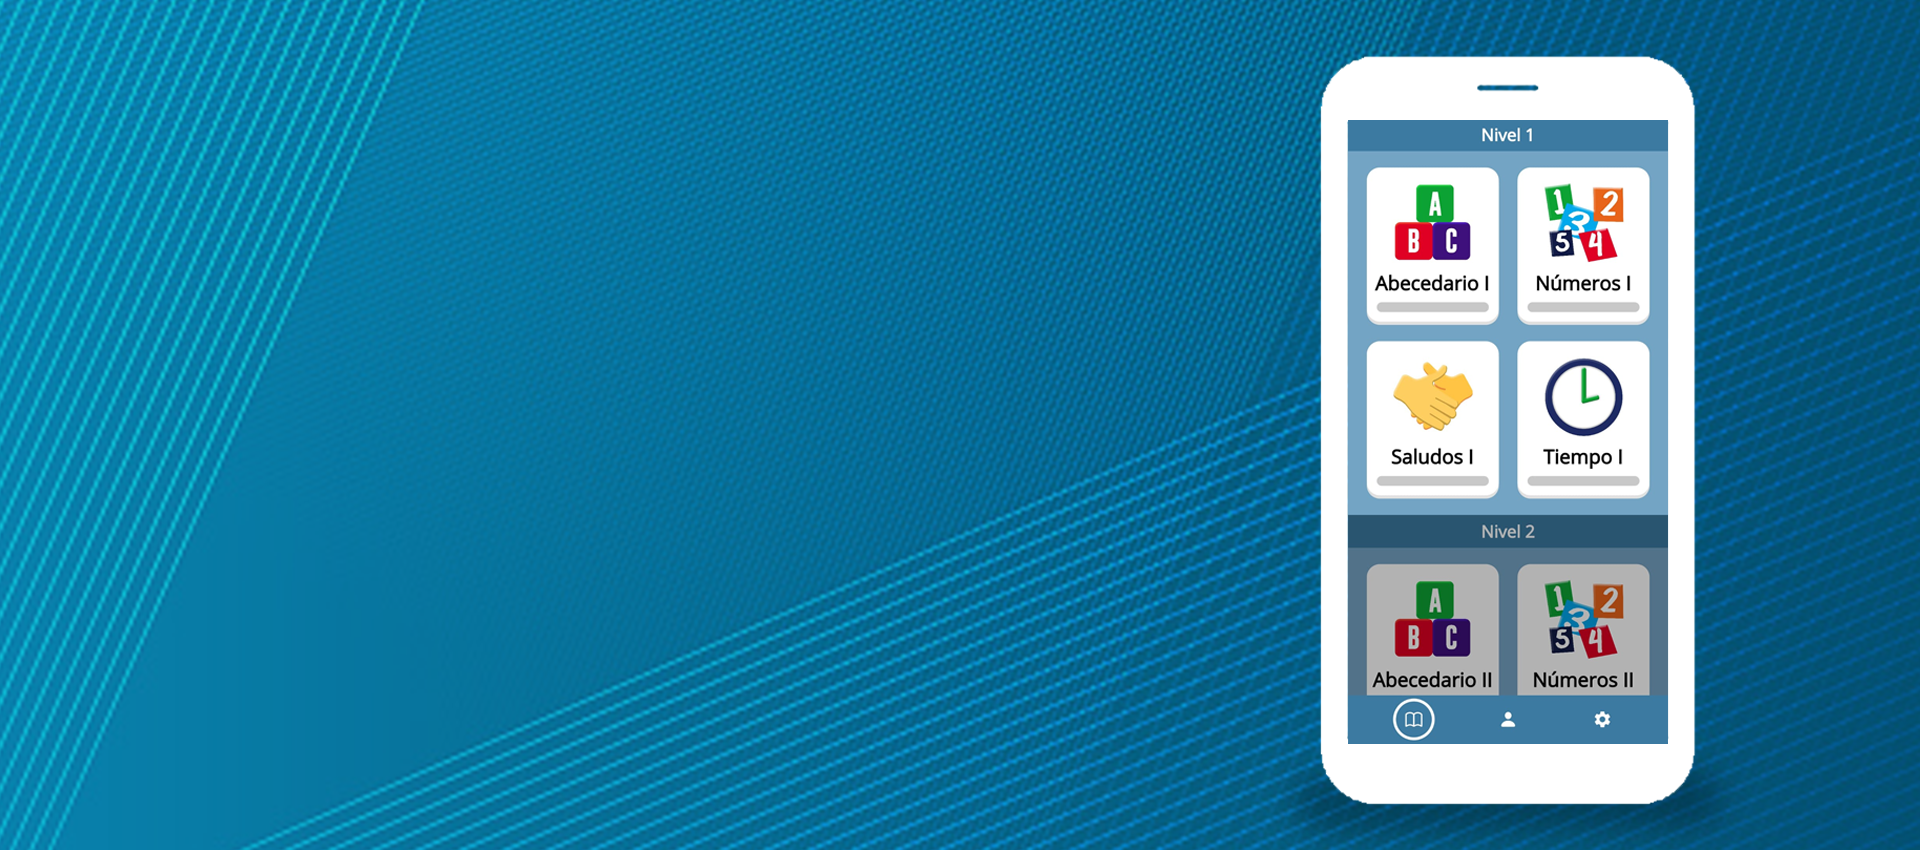 Nivel 1
A
B C
1 2
3
5 4
Abecedario I
Números I
Saludos I
Tiempo I
Nivel 2
A
B C
1 2
3
5 4
Abecedario II
Números II